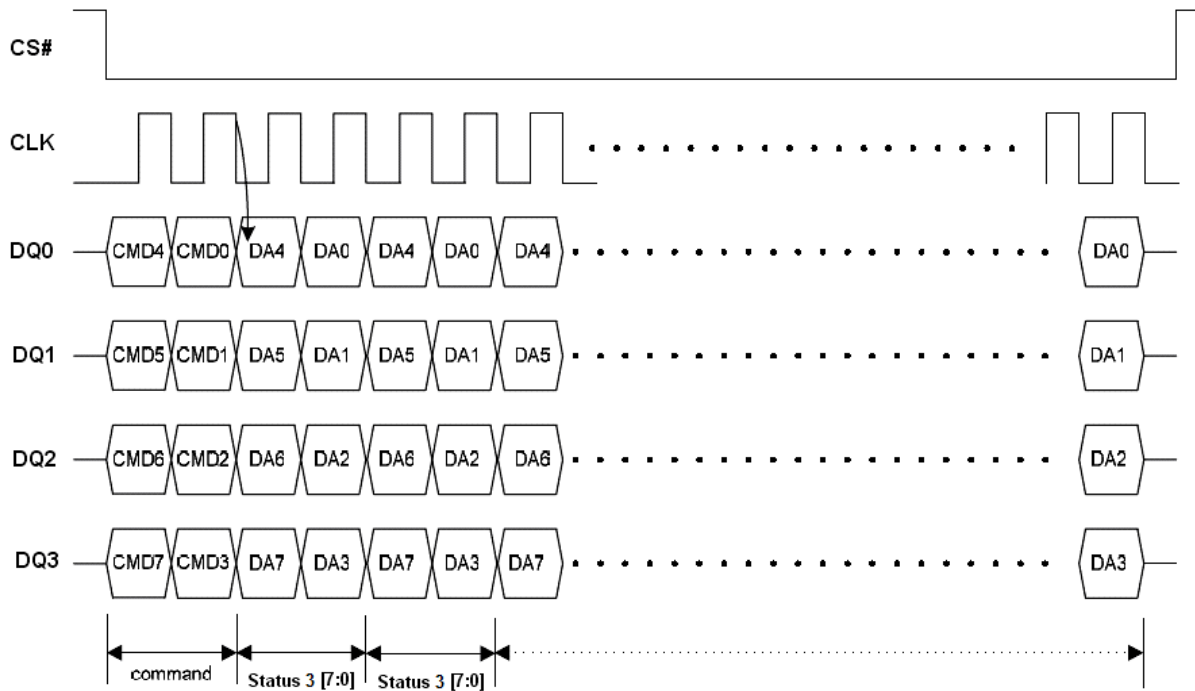 CS#
CLK
DQ0 CMD4 CMD0 DA4 DA0 DA4 DA0 DA4 DA0
DQ1 CMD5 CMD1 DA5 DA1 DA5 DA1 DA5 DA1
DQ2 CMD6 CMD2 DA6 DA2 DA6 DA2 DA6 DA2
DQ3 CMD7 CMD3 DA7 DA3 DA7 DA3 DA7 DA3
command Status 3 [7:0] Status 3 [7:0]